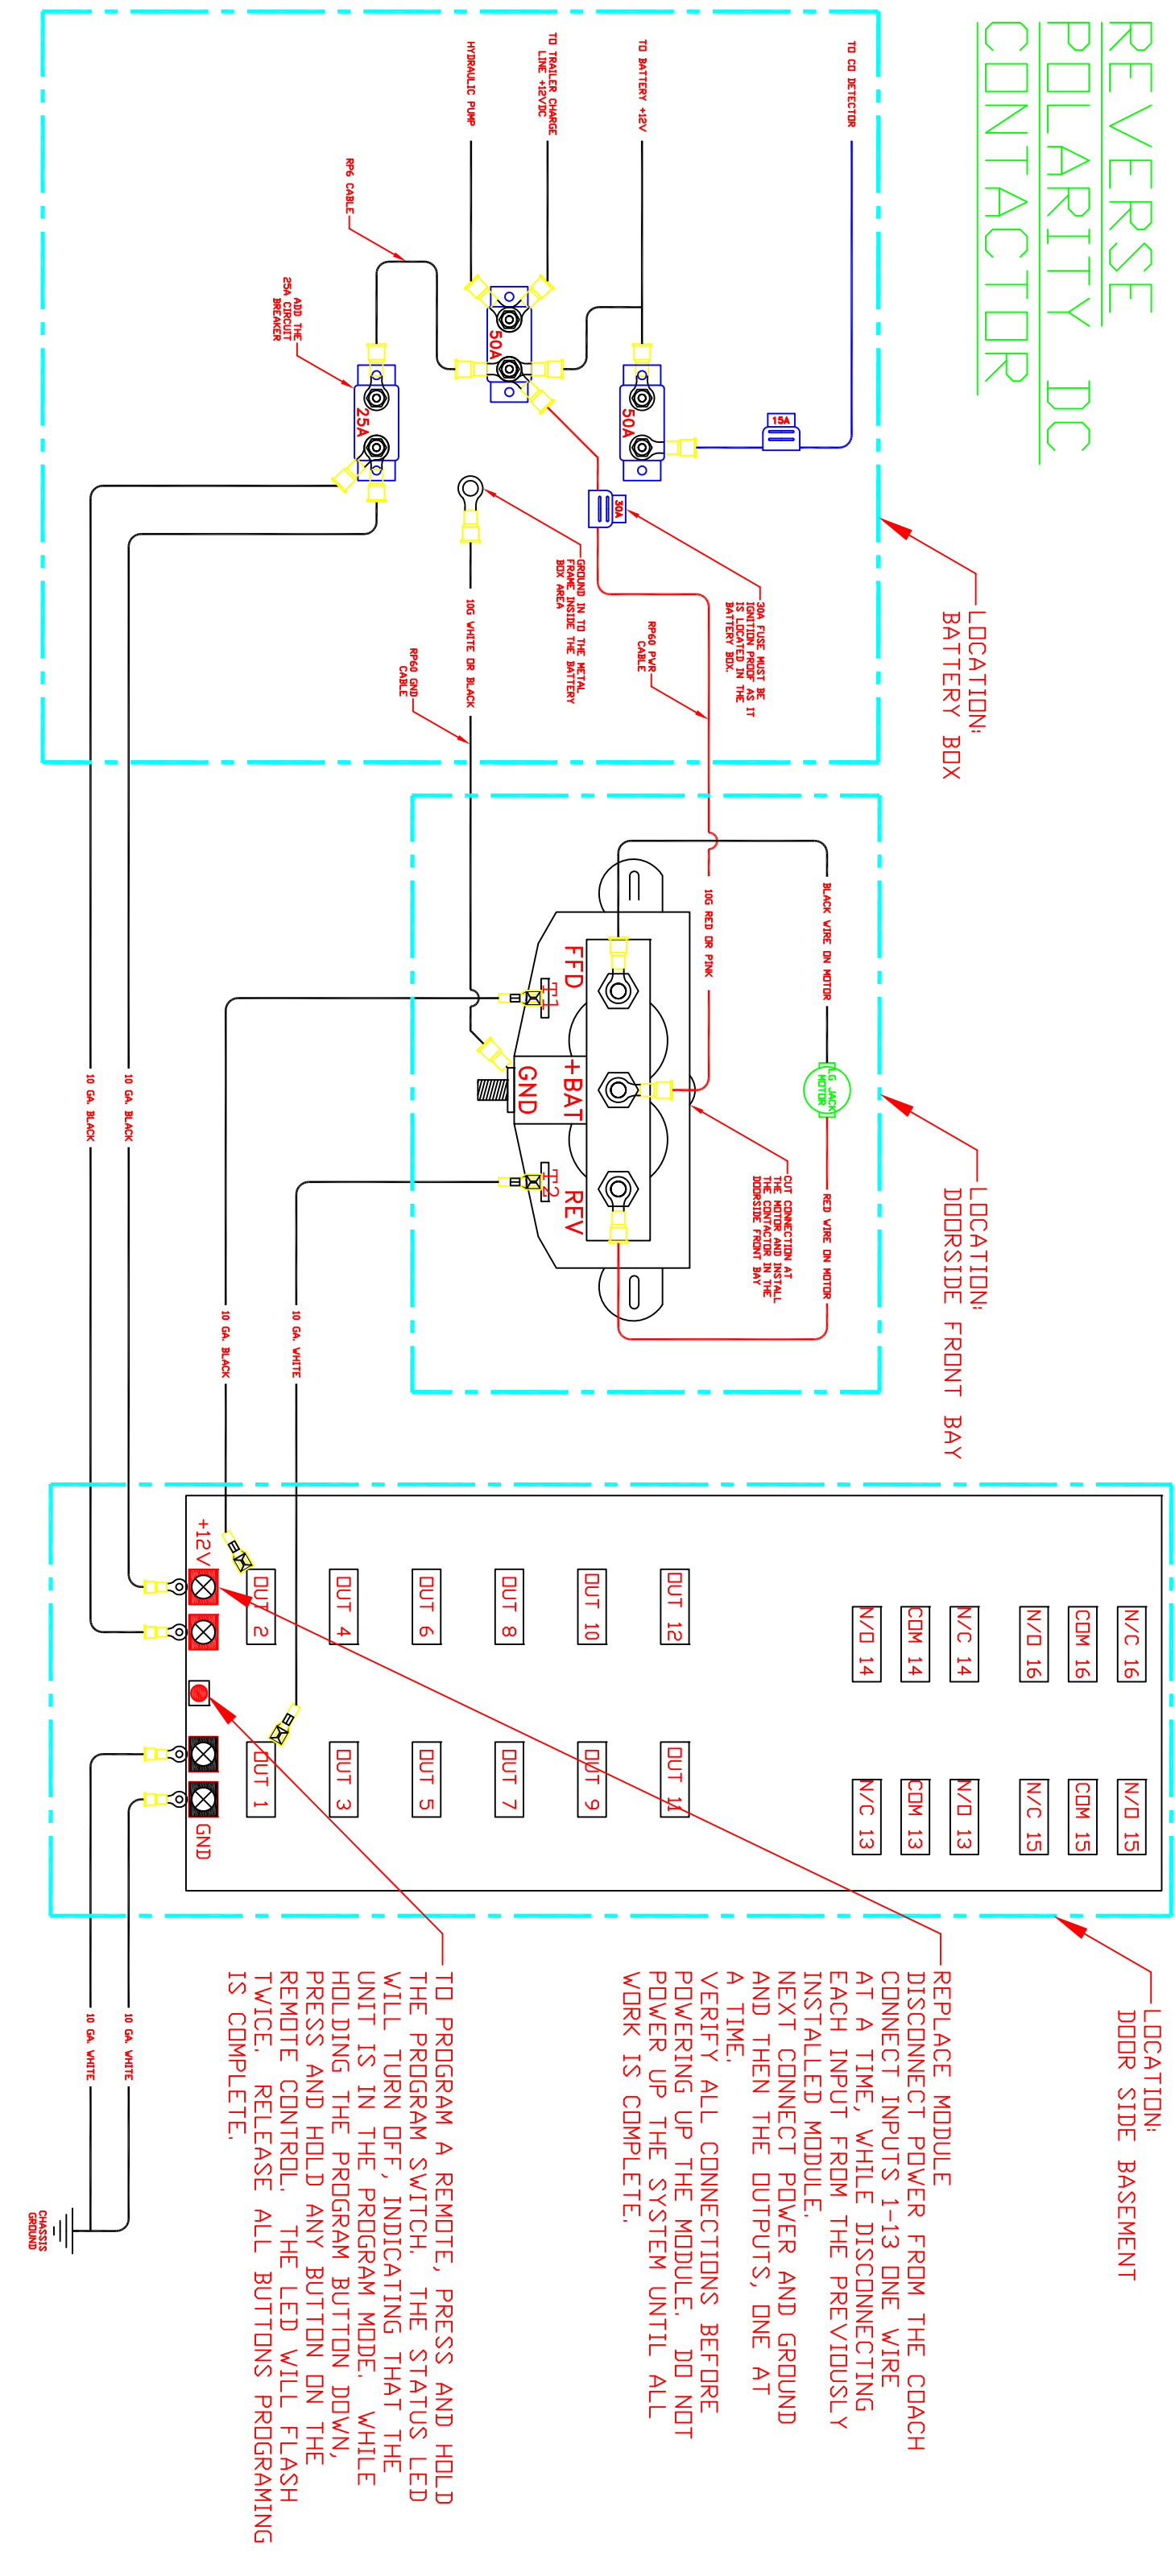 REVERSE
POLARITY DC
CONTACTOR
TO CO DETECTOR
TO BATTERY +12V
TO TRAILER CHARGE
LINE +12VDC
HYDRAULIC PUMP
RP6 CABLE
ADD THE
25A CIRCUIT
BREAKER
15A
50A
50A
25A
30A
30A FUSE MUST BE
IGNITION PROOF AS IT
IS LOCATED IN THE
BATTERY BOX.
GROUND IN TO THE METAL
FRAME INSIDE THE BATTERY
BOX AREA
RP60 PWR
CABLE
10G WHITE OR BLACK
RP60 GND
CABLE
LOCATION:
BATTERY BOX
BLACK WIRE ON MOTOR
10G RED OR PINK
LG JACK
MOTOR
RED WIRE ON MOTOR
FFD
+BAT
REV
T1
GND
T2
CUT CONNECTION AT
THE MOTOR AND INSTALL
THE CONTACTOR IN THE
DOORSIDE FRONT BAY
LOCATION:
DOORSIDE FRONT BAY
10 GA. BLACK
10 GA. BLACK
10 GA. BLACK
10 GA. WHITE
N/C 16
COM 16
N/O 16
N/C 14
COM 14
N/O 14
OUT 12
OUT 10
OUT 8
OUT 6
OUT 4
OUT 2
+12V
N/O 15
COM 15
N/C 15
N/O 13
COM 13
N/C 13
OUT 11
OUT 9
OUT 7
OUT 5
OUT 3
OUT 1
GND
LOCATION:
DOOR SIDE BASEMENT
REPLACE MODULE
DISCONNECT POWER FROM THE COACH
CONNECT INPUTS 1-13 ONE WIRE
AT A TIME, WHILE DISCONNECTING
EACH INPUT FROM THE PREVIOUSLY
INSTALLED MODULE.
NEXT CONNECT POWER AND GROUND
AND THEN THE OUTPUTS, ONE AT
A TIME.
VERIFY ALL CONNECTIONS BEFORE
POWERING UP THE MODULE. DO NOT
POWER UP THE SYSTEM UNTIL ALL
WORK IS COMPLETE.
TO PROGRAM A REMOTE, PRESS AND HOLD
THE PROGRAM SWITCH. THE STATUS LED
WILL TURN OFF, INDICATING THAT THE
UNIT IS IN THE PROGRAM MODE. WHILE
HOLDING THE PROGRAM BUTTON DOWN,
PRESS AND HOLD ANY BUTTON ON THE
REMOTE CONTROL. THE LED WILL FLASH
TWICE. RELEASE ALL BUTTONS PROGRAMING
IS COMPLETE.
10 GA. WHITE
10 GA. WHITE
CHASSIS
GROUND